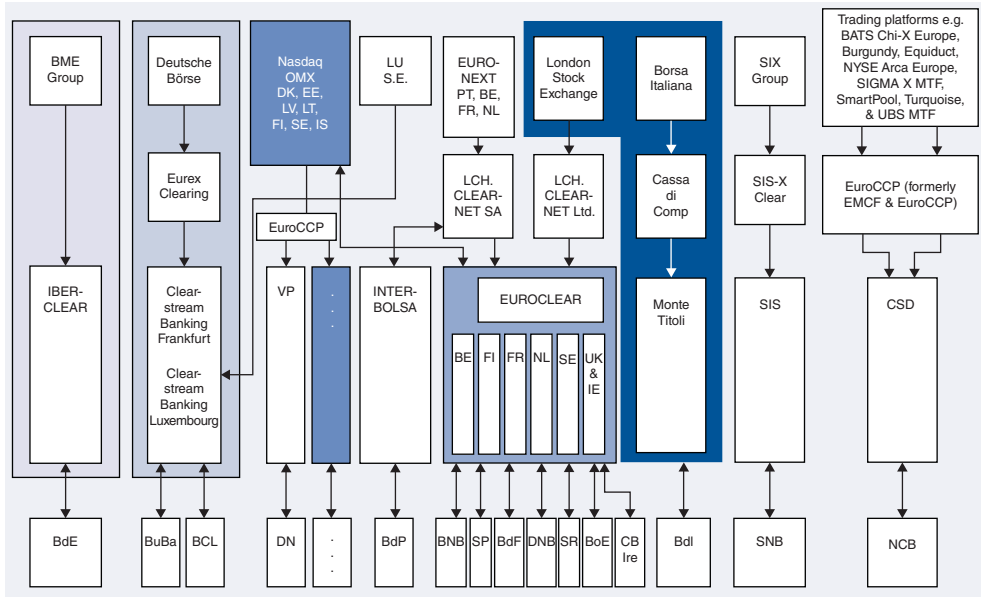 BME
Group
Deutsche
Börse
Nasdaq
OMX
DK, EE,
LV, LT,
FI, SE, IS
LU
S.E.
EURO-
NEXT
PT, BE,
FR, NL
London
Stock
Exchange
Borsa
Italiana
SIX
Group
Trading platforms e.g.
BATS Chi-X Europe,
Burgundy, Equiduct,
NYSE Arca Europe,
SIGMA X MTF,
SmartPool, Turquoise,
& UBS MTF
Eurex
Clearing
LCH.
CLEAR-
NET SA
LCH.
CLEAR-
NET Ltd.
Cassa
di
Comp
SIS-X
Clear
EuroCCP (formerly
EMCF & EuroCCP)
EuroCCP
IBER-
CLEAR
Clear-
stream
Banking
Frankfurt
Clear-
stream
Banking
Luxembourg
VP
.
.
.
INTER-
BOLSA
EUROCLEAR
BE
FI
FR
NL
SE
UK
&
IE
Monte
Titoli
SIS
CSD
BdE
BuBa
BCL
DN
.
.
.
BdP
BNB
SP
BdF
DNB
SR
BoE
CB
Ire
BdI
SNB
NCB